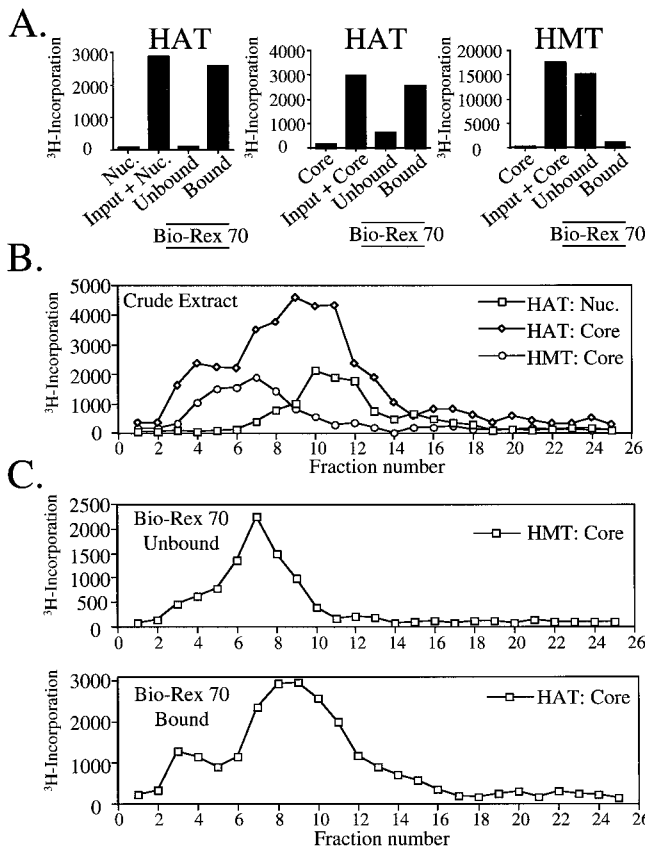 A.
HAT
HAT
HMT
³H-Incorporation
3000
2000
1000
0
Nuc.
Input + Nuc.
Unbound
Bound
Bio-Rex 70
³H-Incorporation
4000
3000
2000
1000
0
Core
Input + Core
Unbound
Bound
Bio-Rex 70
³H-Incorporation
20000
15000
10000
5000
0
Core
Input + Core
Unbound
Bound
Bio-Rex 70
B.
³H-Incorporation
5000
4000
3000
2000
1000
0
Crude Extract
HAT: Nuc.
HAT: Core
HMT: Core
0 2 4 6 8 10 12 14 16 18 20 22 24 26
Fraction number
C.
³H-Incorporation
2500
2000
1500
1000
500
0
Bio-Rex 70
Unbound
HMT: Core
0 2 4 6 8 10 12 14 16 18 20 22 24 26
³H-Incorporation
3000
2000
1000
0
Bio-Rex 70
Bound
HAT: Core
0 2 4 6 8 10 12 14 16 18 20 22 24 26
Fraction number